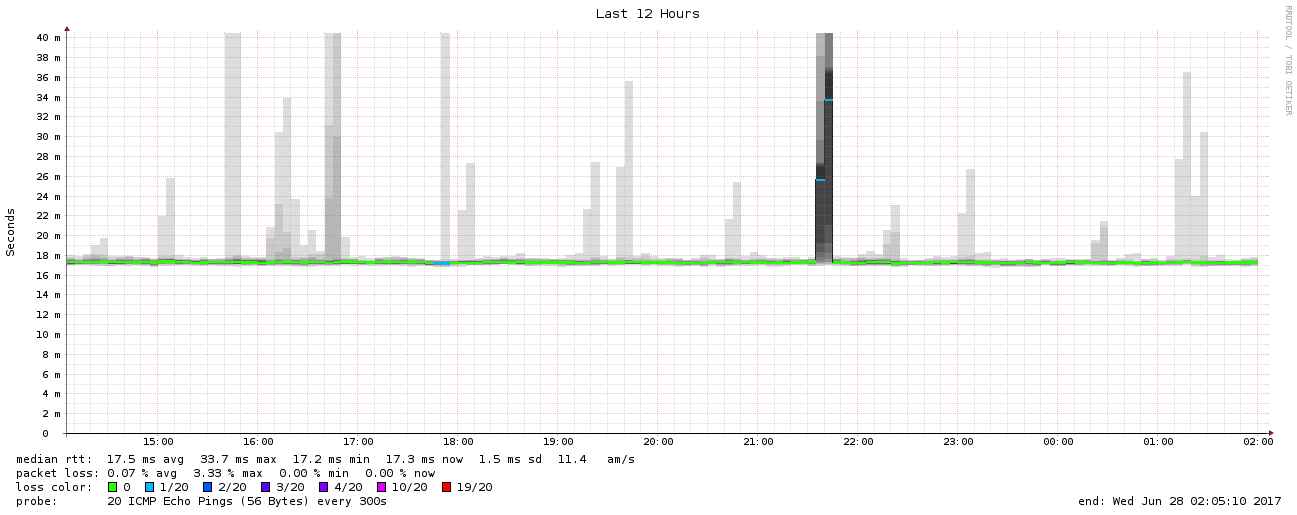 Last 12 Hours
RRDTOOL / TOBI OETIKER
Seconds
40 m
38 m
36 m
34 m
32 m
30 m
28 m
26 m
24 m
22 m
20 m
18 m
16 m
14 m
12 m
10 m
8 m
6 m
4 m
2 m
0
15:00 16:00 17:00 18:00 19:00 20:00 21:00 22:00 23:00 00:00 01:00 02:00
median rtt: 17.5 ms avg 33.7 ms max 17.2 ms min 17.3 ms now 1.5 ms sd 11.4 am/s
packet loss: 0.07 % avg 3.33 % max 0.00 % min 0.00 % now
loss color: 0 1/20 2/20 3/20 4/20 10/20 19/20
probe: 20 ICMP Echo Pings (56 Bytes) every 300s end: Wed Jun 28 02:05:10 2017